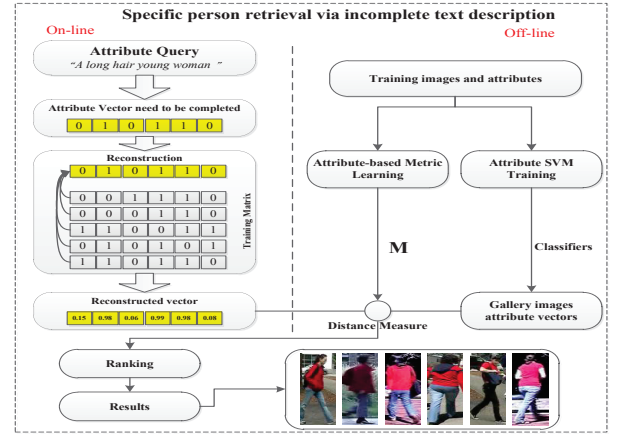 Specific person retrieval via incomplete text description
On-line
Off-line
Attribute Query
“A long hair young woman ”
Attribute Vector need to be completed
0 1 0 1 1 0
Reconstruction
0 1 0 1 1 0
0 0 1 1 1 0
0 0 0 1 1 0
1 1 0 0 1 1
0 1 0 1 0 1
1 1 0 1 1 0
Training Matrix
Reconstructed vector
0.15 0.98 0.06 0.99 0.98 0.08
Ranking
Results
Training images and attributes
Attribute-based Metric
Learning
Attribute SVM
Training
M
Classifiers
Gallery images
attribute vectors
Distance Measure